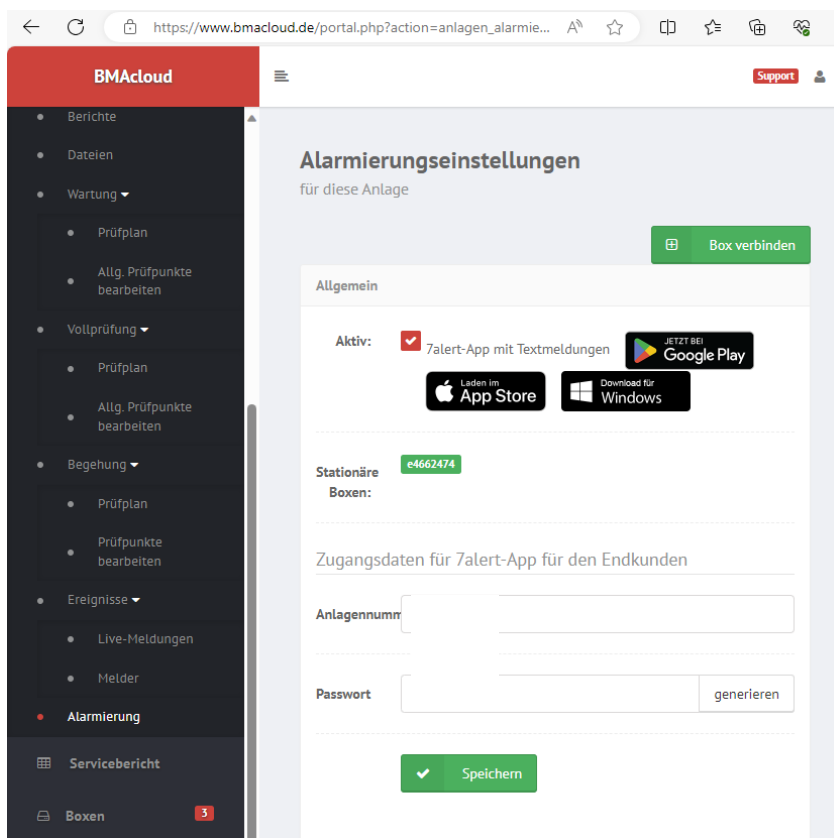 https://www.bmacloud.de/portal.php?action=anlagen_alarmie...
BMAcloud
Support
Berichte
Dateien
Wartung
Prüfplan
Allg. Prüfpunkte
bearbeiten
Vollprüfung
Prüfplan
Allg. Prüfpunkte
bearbeiten
Begehung
Prüfplan
Prüfpunkte
bearbeiten
Ereignisse
Live-Meldungen
Melder
Alarmierung
Servicebericht
Boxen 3
Alarmierungseinstellungen
für diese Anlage
Box verbinden
Allgemein
Aktiv:
7alert-App mit Textmeldungen
JETZT BEI
Google Play
Laden im
App Store
Download für
Windows
Stationäre
Boxen:
e4662474
Zugangsdaten für 7alert-App für den Endkunden
Anlagennumm
Passwort
generieren
Speichern